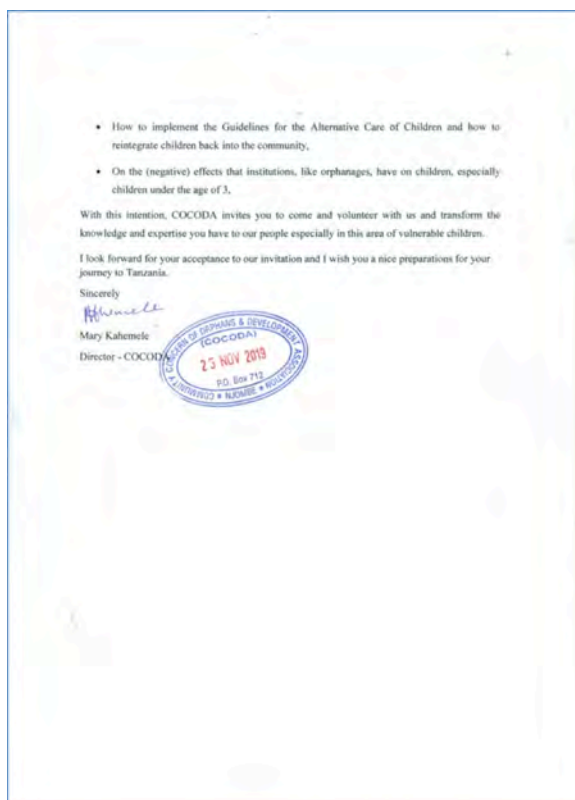 • How to implement the Guidelines for the Alternative Care of Children and how to
reintegrate children back into the community,
• On the (negative) effects that institutions, like orphanages, have on children, especially
children under the age of 3,
With this intention, COCODA invites you to come and volunteer with us and transform the
knowledge and expertise you have to our people especially in this area of vulnerable children.
I look forward for your acceptance to our invitation and I wish you a nice preparations for your
journey to Tanzania.
Sincerely
Mary Kahemele
Director - COCODA
COMMUNITY CONCERN OF ORPHANS & DEVELOPMENT ASSOCIATION
(COCODA)
25 NOV 2019
P.O. Box 712
* NJOMBE *